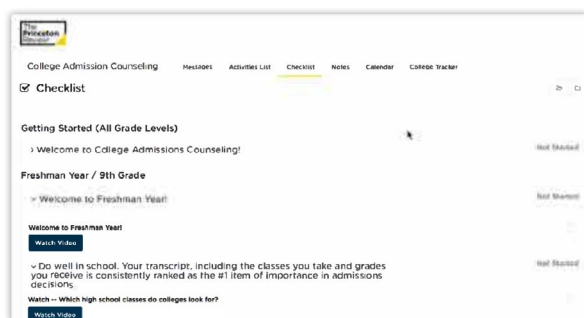 The
Princeton
Review
College Admission Counseling Messages Activities List Checklist Notes Calendar College Tracker
Checklist
Getting Started (All Grade Levels)
Welcome to College Admissions Counseling!
Not Started
Freshman Year / 9th Grade
Welcome to Freshman Year!
Not Started
Welcome to Freshman Year!
Watch Video
Do well in school. Your transcript, including the classes you take and grades
Not Started
you receive is consistently ranked as the #1 item of importance in admissions
decisions
Watch -- Which high school classes do colleges look for?
Watch Video